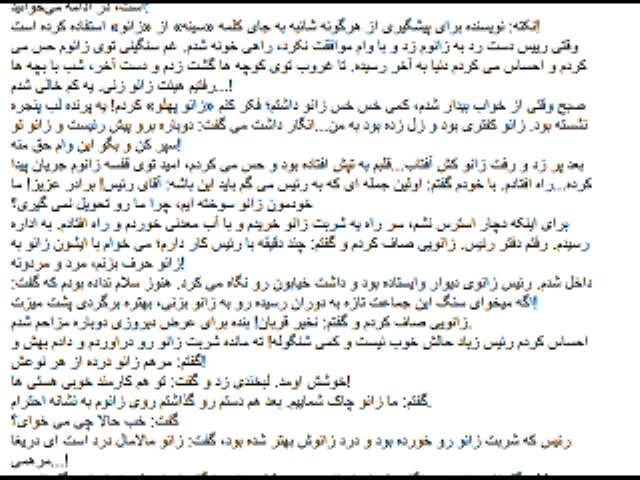 است، در ادامه می‌خوانید:
نکته: نویسنده برای پیشگیری از هرگونه شائبه به جای کلمه «سینه» از «زانو» استفاده کرده است!
وقتی رییس دست رد به زانوم زد و با وام موافقت نکرد، راهی خونه شدم. غم سنگینی توی زانوم حس می
کردم و احساس می کردم دنیا به آخر رسیده. تا غروب توی کوچه ها گشت زدم و دست آخر، شب با بچه ها
رفتیم هیئت زانو زنی. یه کم خالی شدم...!
صبح وقتی از خواب بیدار شدم، کمی خس خس زانو داشتم؛ فکر کنم «زانو پهلو» کردم! یه پرنده لب پنجره
نشسته بود. زانو کفتری بود و زل زده بود به من...انگار داشت می گفت: دوباره برو پیش رئیست و زانو تو
سپر کن و بگو این وام حق منه!
بعد پر زد و رفت زانو کش آفتاب...قلبم به تپش افتاده بود و حس می کردم، امید توی قفسه زانوم جریان پیدا
کرده...راه افتادم. با خودم گفتم: اولین جمله ای که به رئیس می گم باید این باشه: آقای رئیس! برادر عزیز! ما
خودمون زانو سوخته ایم، چرا ما رو تحویل نمی گیری؟
برای اینکه دچار استرس نشم، سر راه یه شربت زانو خریدم و با آب معدنی خوردم و راه افتادم. به اداره
رسیدم. رفتم دفتر رئیس. زانویی صاف کردم و گفتم: چند دقیقه با رئیس کار دارم؛ می خوام با ایشون زانو به
زانو حرف بزنم، مرد و مردونه!
داخل شدم. رئیس زانوی دیوار وایستاده بود و داشت خیابون رو نگاه می کرد. هنوز سلام نداده بودم که گفت:
اگه میخوای سنگ این جماعت تازه به دوران رسیده رو به زانو بزنی، بهتره برگردی پشت میزت!
زانویی صاف کردم و گفتم: نخیر قربان! بنده برای عرض دیروزی دوباره مزاحم شدم.
احساس کردم رئیس زیاد حالش خوب نیست و کمی شنگوله! ته مانده شربت زانو رو دراوردم و دادم بهش و
گفتم: مرهم زانو درده از هر نوعش!
خوشش اومد. لبخندی زد و گفت: تو هم کارمند خوبی هستی ها!
گفتم: ما زانو چاک شماییم. بعد هم دستم رو گذاشتم روی زانوم به نشانه احترام.
گفت: خب حالا چی می خوای؟
رئیس که شربت زانو رو خورده بود و درد زانوش بهتر شده بود، گفت: زانو مالامال درد است ای دریغا
مرهمی...!